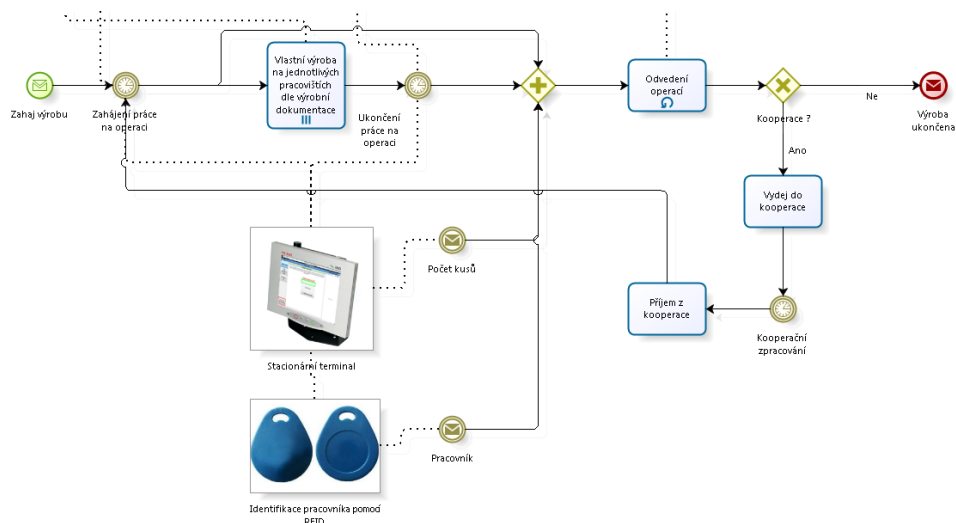 Zahaj výrobu
Zahájení práce
na operaci
Vlastní výroba
na jednotlivých
pracovištích
dle výrobní
dokumentace
Ukončení
práce na
operaci
Odvedení
operací
Kooperace ?
Ne
Výroba
ukončena
Ano
Vydej do
kooperace
Počet kusů
Příjem z
kooperace
Kooperační
zpracování
Stacionární terminal
Pracovník
Identifikace pracovníka pomocí
RFID